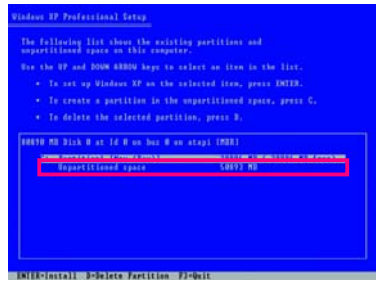 Windows XP Professional Setup
The following list shows the existing partitions and
unpartitioned space on this computer.
Use the UP and DOWN ARROW keys to select an item in the list.
• To set up Windows XP on the selected item, press ENTER.
• To create a partition in the unpartitioned space, press C.
• To delete the selected partition, press D.
MB Disk 0 at Id 0 on bus 0 on atapi [MBR]
Unpartitioned space 50893 MB
ENTER=Install D=Delete Partition F3=Quit